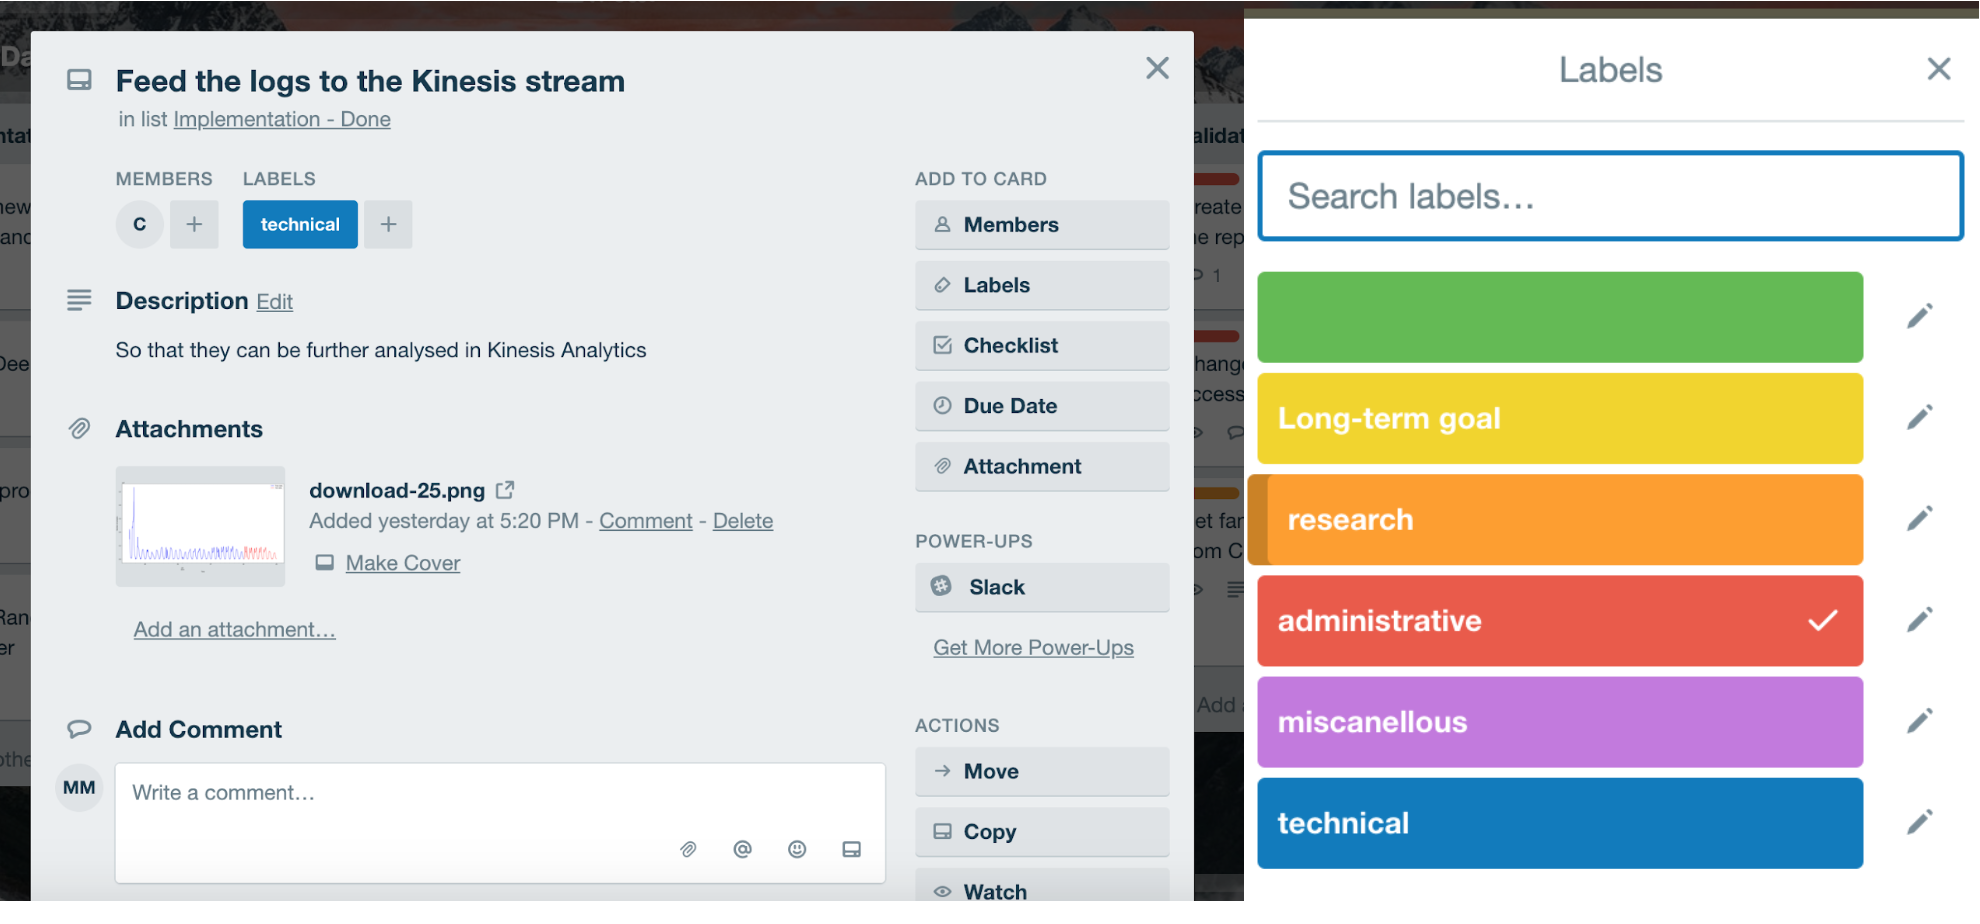 Feed the logs to the Kinesis stream
in list Implementation - Done
MEMBERS
LABELS
C
+
technical
+
Description Edit
So that they can be further analysed in Kinesis Analytics
Attachments
download-25.png
Added yesterday at 5:20 PM - Comment - Delete
Make Cover
Add an attachment…
Add Comment
MM
Write a comment…
ADD TO CARD
Members
Labels
Checklist
Due Date
Attachment
POWER-UPS
Slack
Get More Power-Ups
ACTIONS
Move
Copy
Watch
1
Add
Labels
Search labels…
Long-term goal
research
administrative
miscanellous
technical